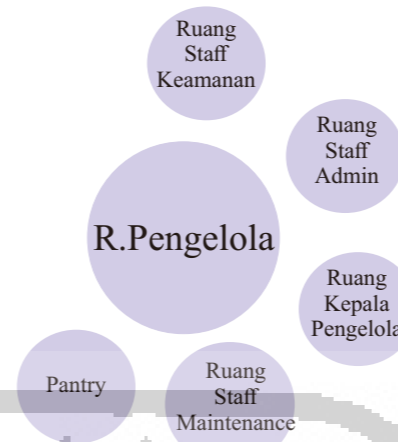 Ruang
Staff
Keamanan
Ruang
Staff
Admin
R.Pengelola
Ruang
Kepala
Pengelola
Pantry
Ruang
Staff
Maintenance